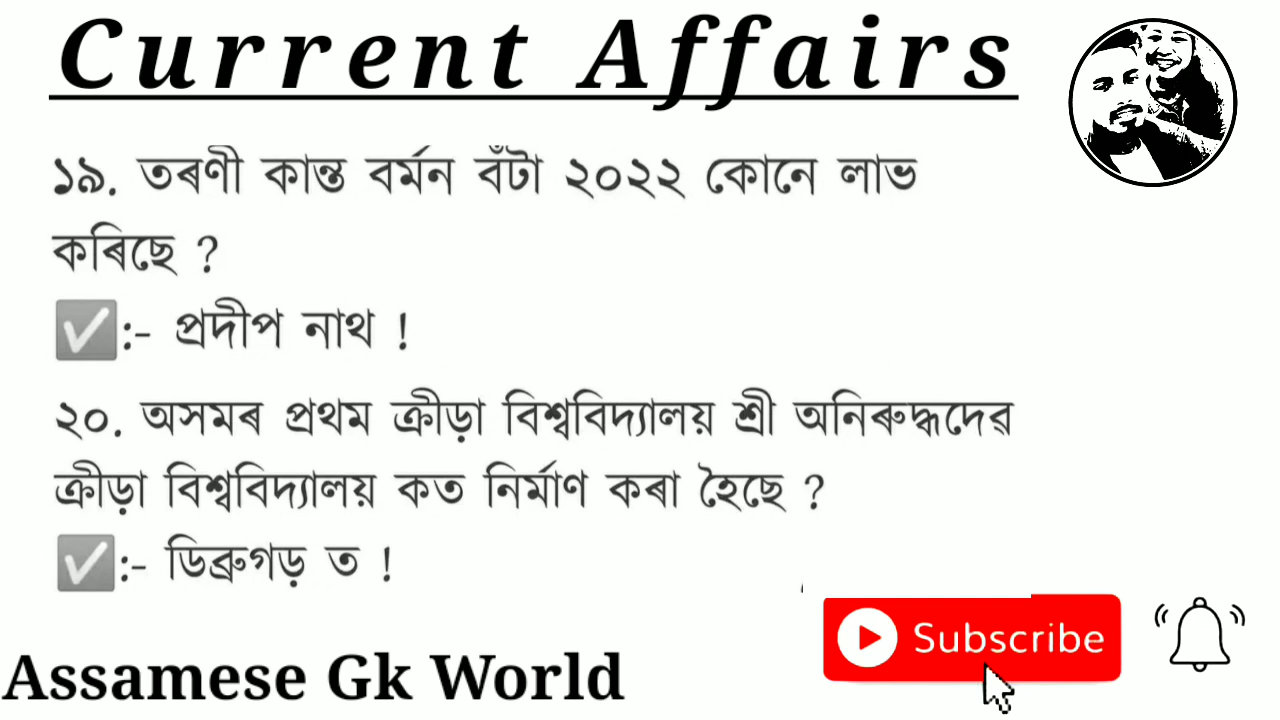 Current Affairs
১৯. তৰণী কান্ত বৰ্মন বঁটা ২০২২ কোনে লাভ
কৰিছে ?
✅:- প্ৰদীপ নাথ !
২০. অসমৰ প্ৰথম ক্ৰীড়া বিশ্ববিদ্যালয় শ্ৰী অনিৰুদ্ধদেৱ
ক্ৰীড়া বিশ্ববিদ্যালয় কত নিৰ্মাণ কৰা হৈছে ?
✅:- ডিব্ৰুগড় ত !
Subscribe
Assamese Gk World